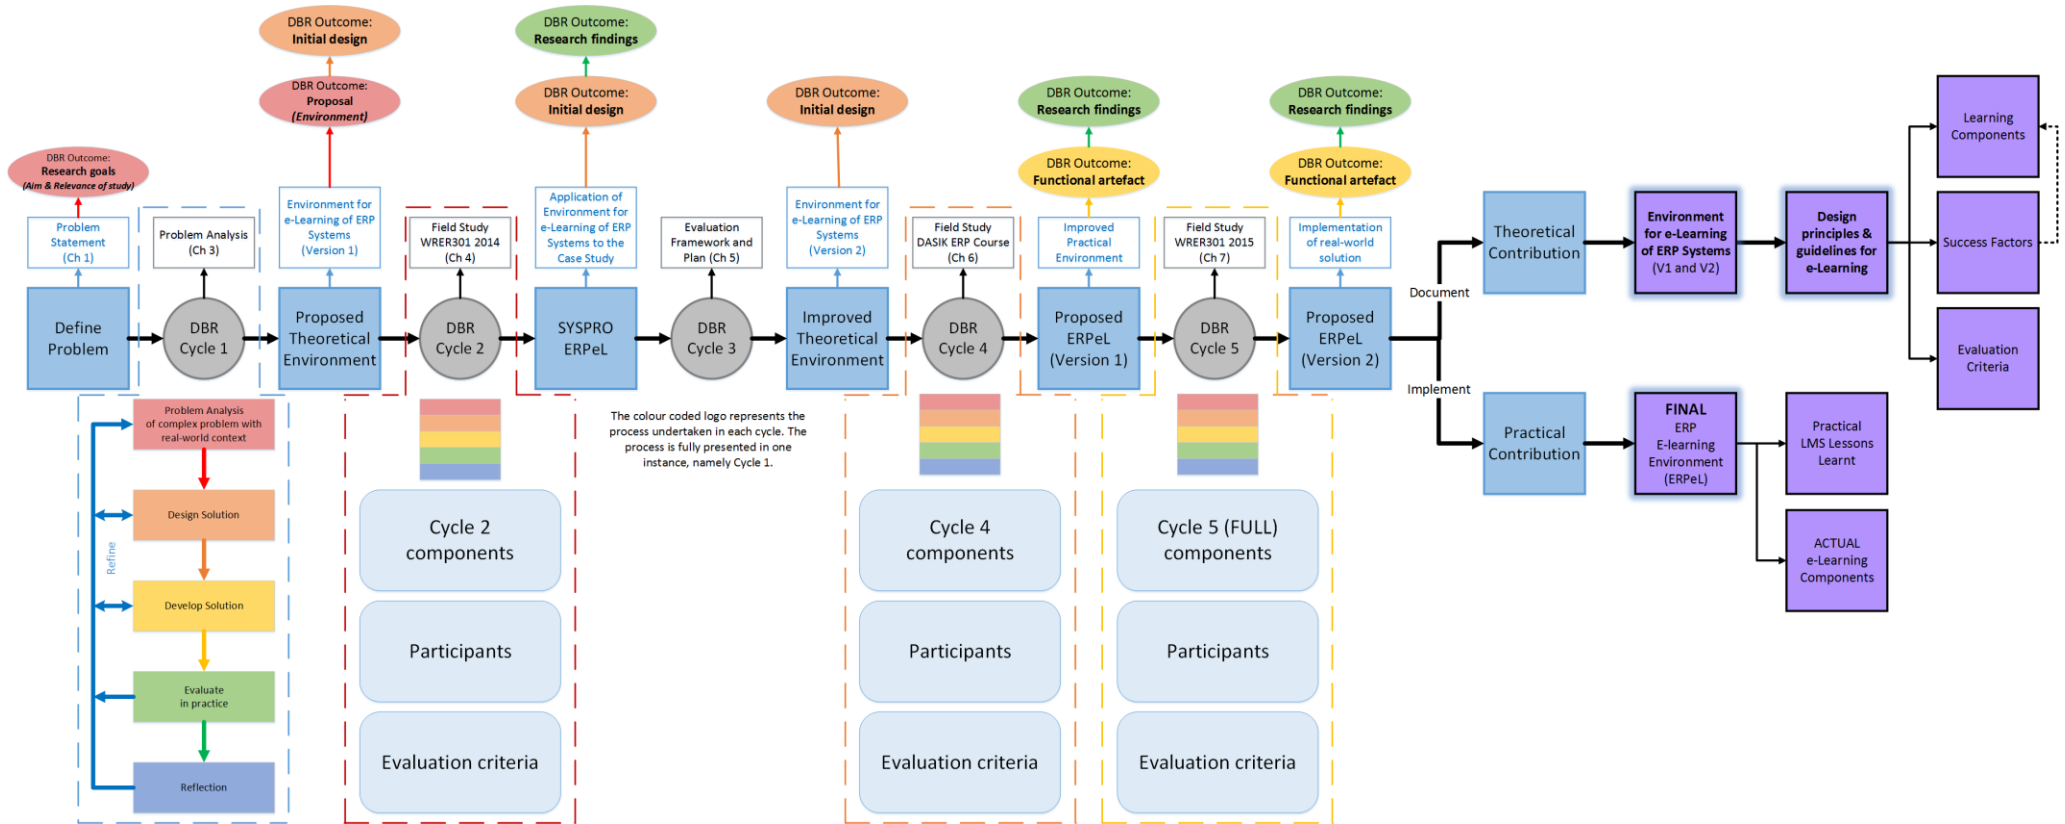 DBR Outcome:
Initial design
DBR Outcome:
Proposal
(Environment)
DBR Outcome:
Research findings
DBR Outcome:
Initial design
DBR Outcome:
Initial design
DBR Outcome:
Research findings
DBR Outcome:
Functional artefact
DBR Outcome:
Research findings
DBR Outcome:
Functional artefact
DBR Outcome:
Research goals
(Aim & Relevance of study)
Problem
Statement
(Ch 1)
Problem Analysis
(Ch 3)
Environment for
e-Learning of ERP
Systems
(Version 1)
Field Study
WRER301 2014
(Ch 4)
Application of
Environment for
e-Learning of ERP
Systems to the
Case Study
Evaluation
Framework and
Plan (Ch 5)
Environment for
e-Learning of ERP
Systems
(Version 2)
Field Study
DASIK ERP Course
(Ch 6)
Improved
Practical
Environment
Field Study
WRER301 2015
(Ch 7)
Implementation
of real-world
solution
Define
Problem
DBR
Cycle 1
Proposed
Theoretical
Environment
DBR
Cycle 2
SYSPRO
ERPeL
DBR
Cycle 3
Improved
Theoretical
Environment
DBR
Cycle 4
Proposed
ERPeL
(Version 1)
DBR
Cycle 5
Proposed
ERPeL
(Version 2)
Document
Implement
Theoretical
Contribution
Environment
for e-Learning
of ERP Systems
(V1 and V2)
Design
principles &
guidelines for
e-Learning
Learning
Components
Success Factors
Evaluation
Criteria
Practical
Contribution
FINAL
ERP
E-learning
Environment
(ERPeL)
Practical
LMS Lessons
Learnt
ACTUAL
e-Learning
Components
Problem Analysis
of complex problem with
real-world context
Design Solution
Refine
Develop Solution
Evaluate
in practice
Reflection
Cycle 2
components
Participants
Evaluation criteria
The colour coded logo represents the
process undertaken in each cycle. The
process is fully presented in one
instance, namely Cycle 1.
Cycle 4
components
Participants
Evaluation criteria
Cycle 5 (FULL)
components
Participants
Evaluation criteria